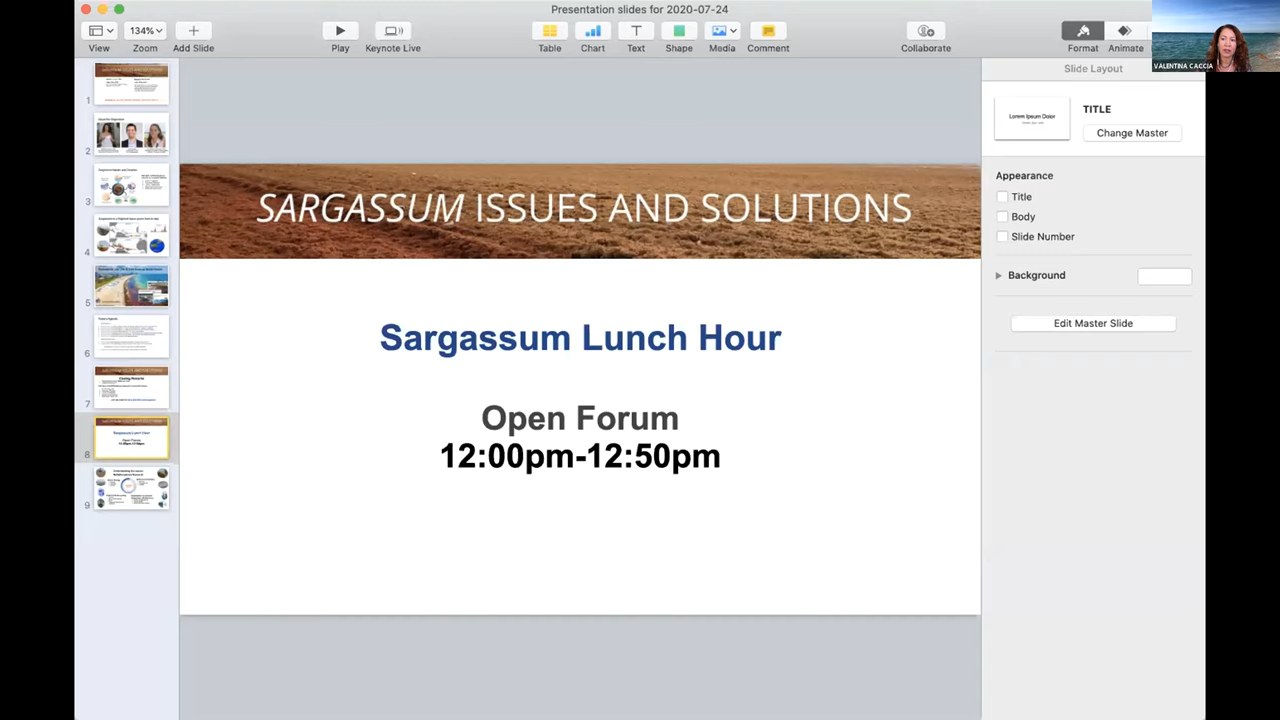 Presentation slides for 2020-07-24
134%
View
Zoom
Add Slide
Play
Keynote Live
Table
Chart
Text
Shape
Media
Comment
Collaborate
Format
Animate
VALENTINA CACCIA
Slide Layout
Lorem Ipsum Dolor
TITLE
Change Master
Appearance
Title
Body
Slide Number
Background
Edit Master Slide
SARGASSUM ISSUES AND SOLUTIONS
Sargassum Lunch Hour
Open Forum
12:00pm-12:50pm
1
2
3
4
5
6
7
8
9